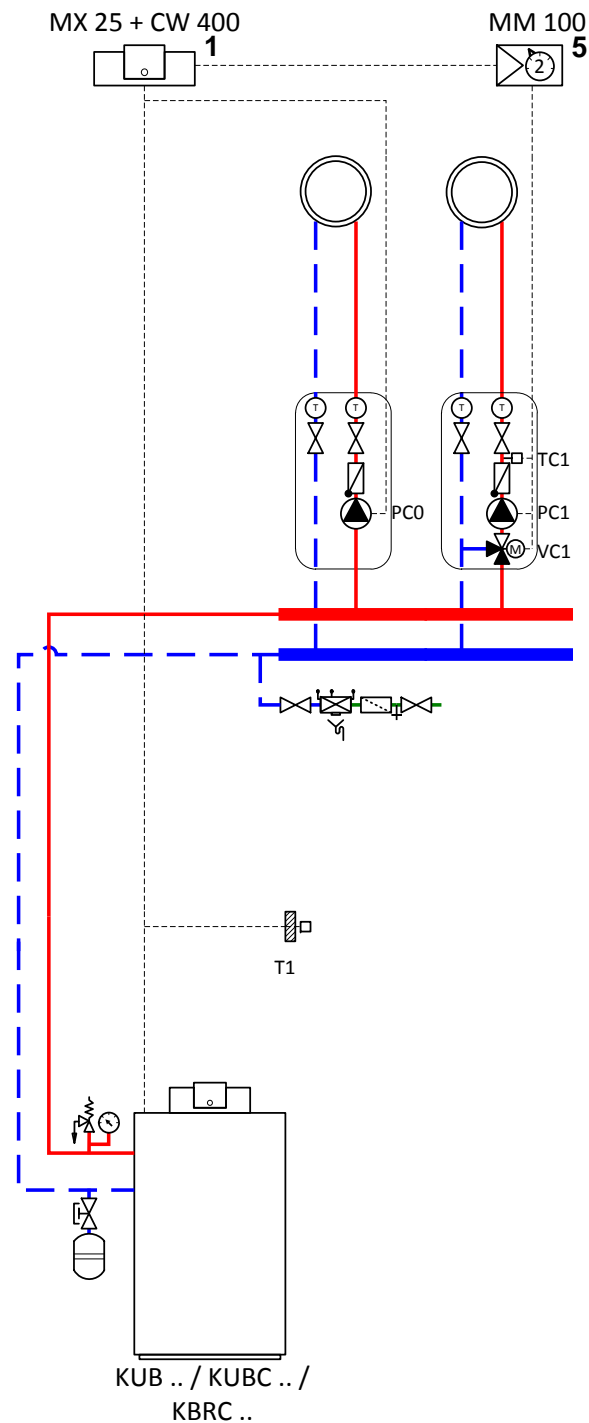 MX 25 + CW 400
1
MM 100
5
2
T
T
T
T
TC1
PC0
PC1
M
VC1
T1
KUB .. / KUBC .. /
KBRC ..